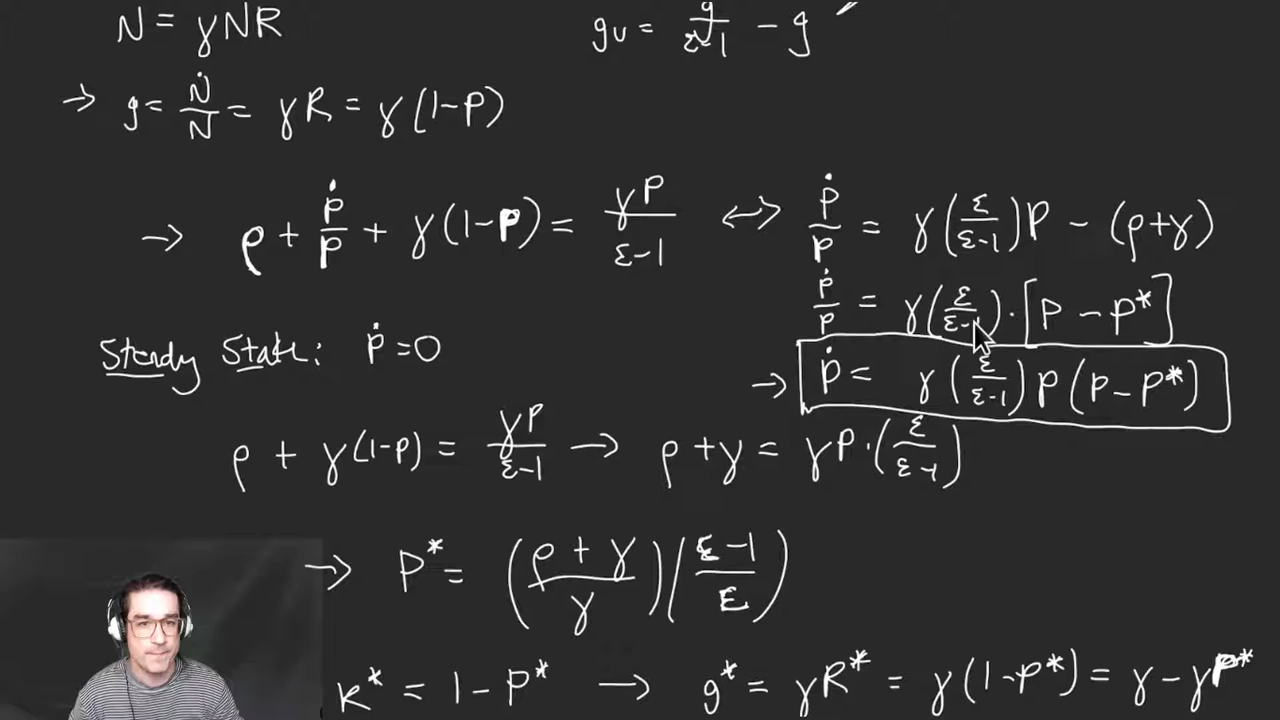 N = γNR
g_U = g/(ε-1) - g
→ g = Ṅ/N = γR = γ(1-P)
→ ρ + Ṗ/P + γ(1-P) = γP/(ε-1) ↔ Ṗ/P = γ(ε/(ε-1))P - (ρ+γ)
Ṗ/P = γ(ε/(ε-1))·[P - P*]
Steady State: Ṗ=0
→ Ṗ = γ(ε/(ε-1))P(P-P*)
ρ + γ(1-P) = γP/(ε-1) → ρ+γ = γP·(ε/(ε-1))
→ P* = ((ρ+γ)/γ)((ε-1)/ε)
R* = 1-P* → g* = γR* = γ(1-P*) = γ-γP*